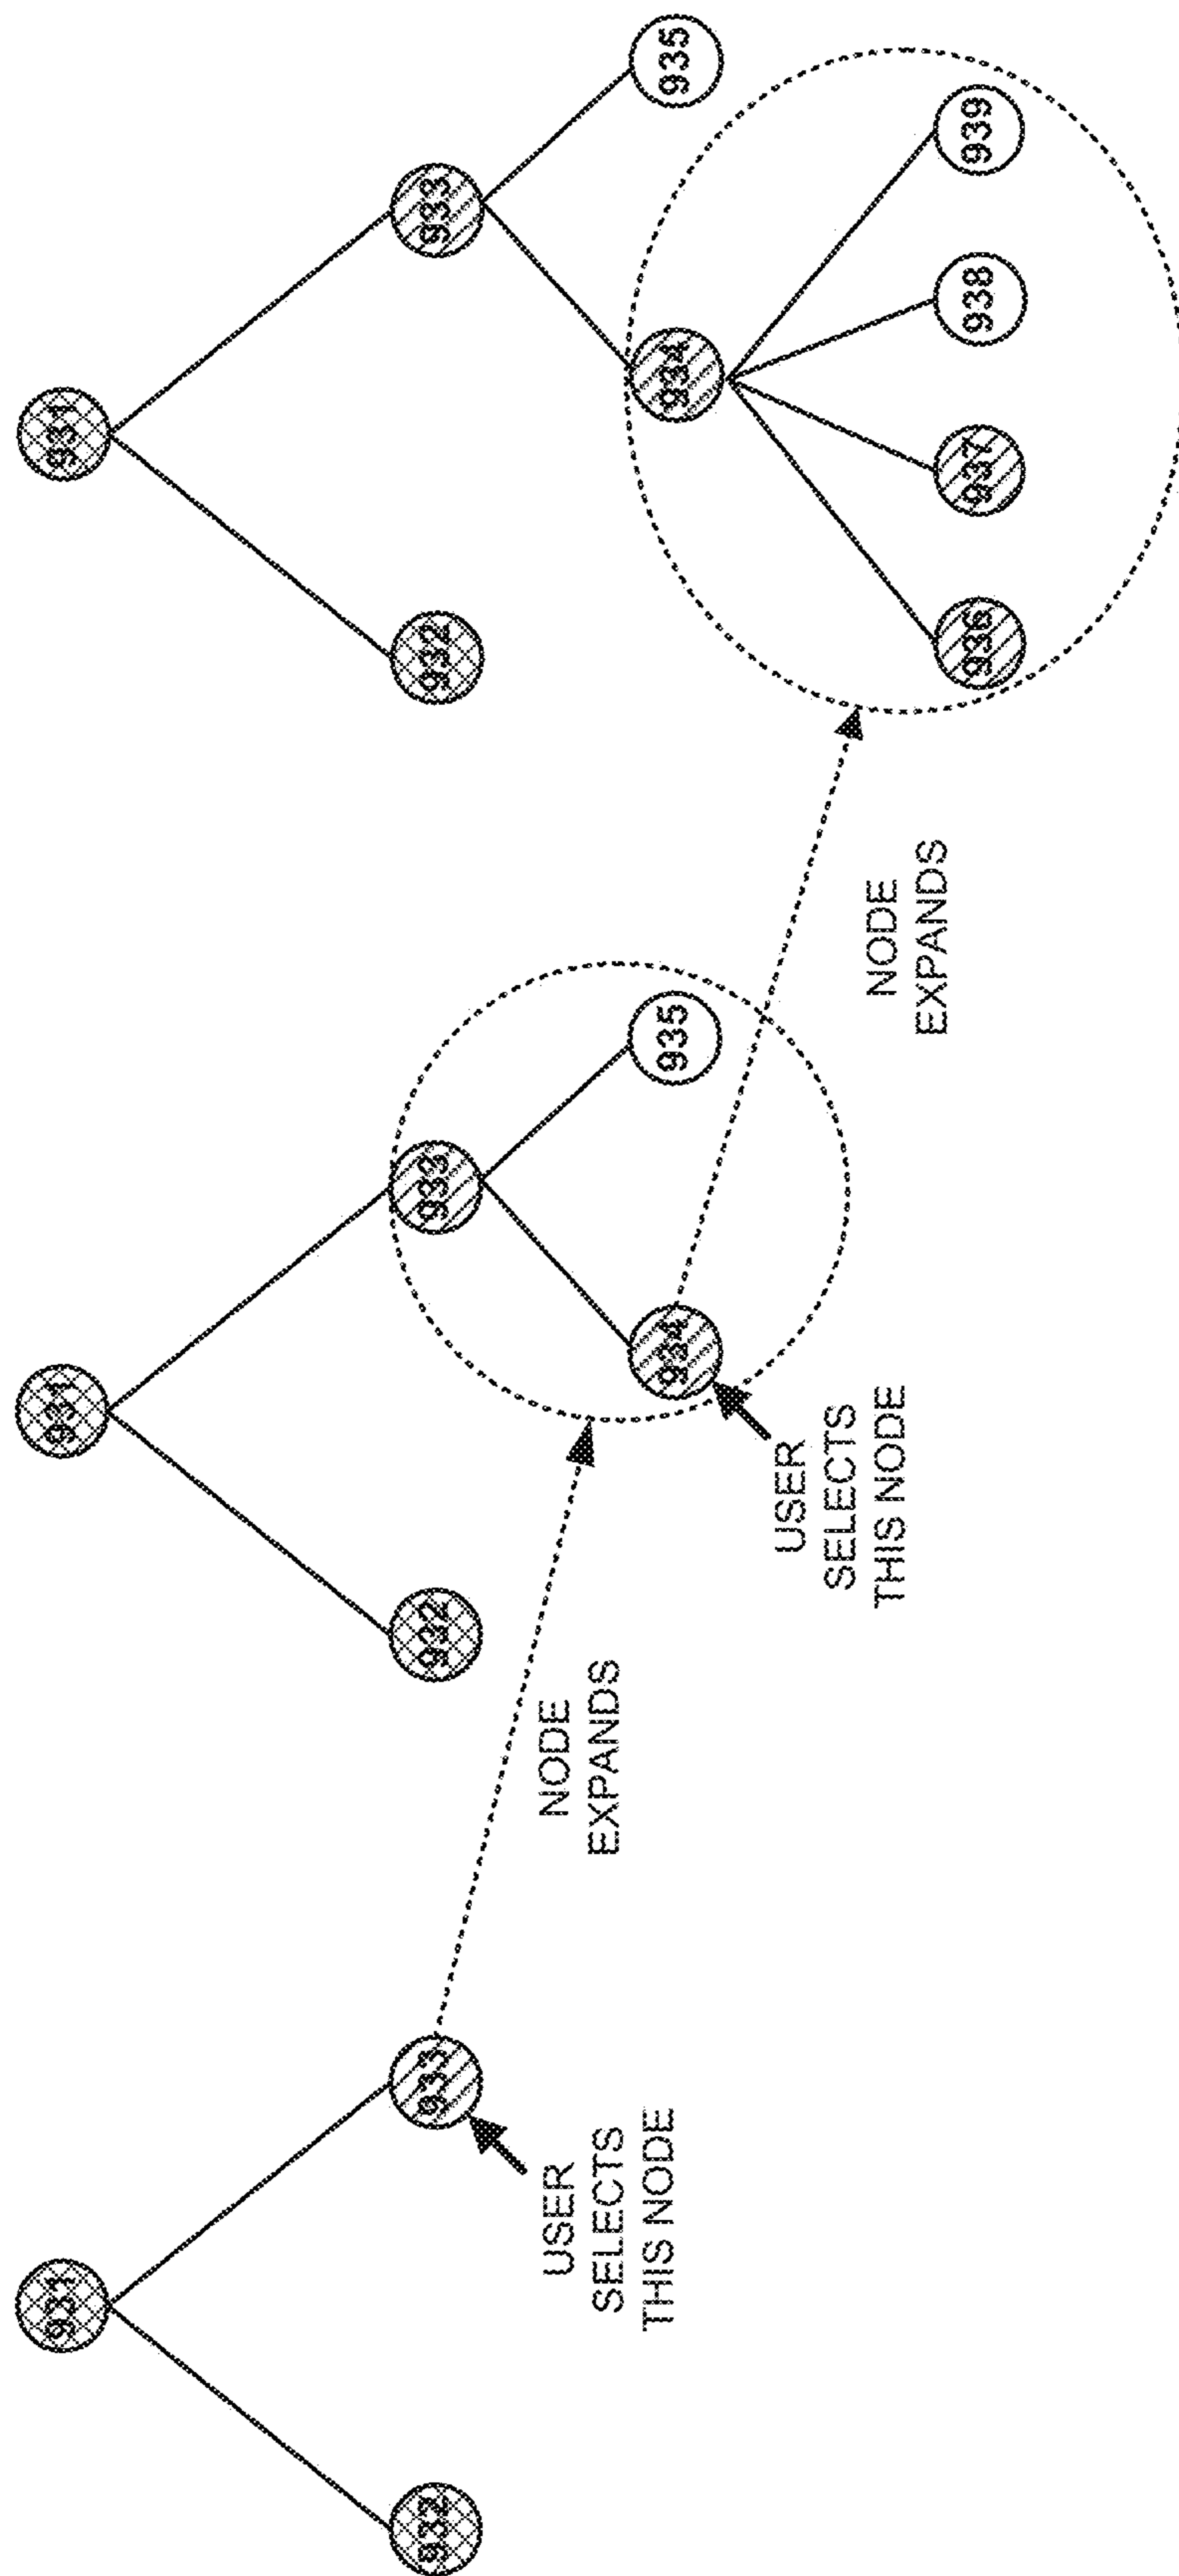 931
932
933
USER
SELECTS
THIS NODE
NODE
EXPANDS
931
932
933
934
935
USER
SELECTS
THIS NODE
NODE
EXPANDS
931
932
933
934
935
936
937
938
939